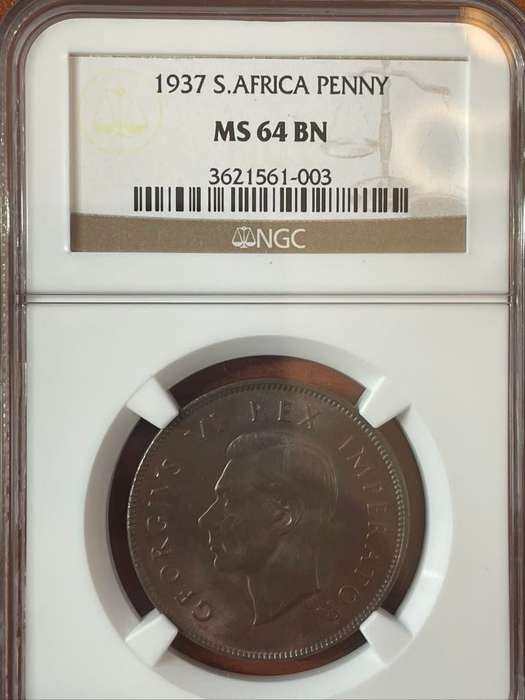 1937 S.AFRICA PENNY
MS 64 BN
3621561-003
NGC
GEORGIVS VI REX IMPERATOR